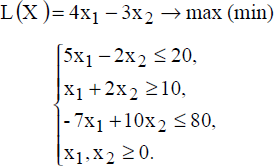 L(X)=4x₁ − 3x₂ → max (min)
5x₁ − 2x₂ ≤ 20,
x₁ + 2x₂ ≥ 10,
- 7x₁ + 10x₂ ≤ 80,
x₁, x₂ ≥ 0.